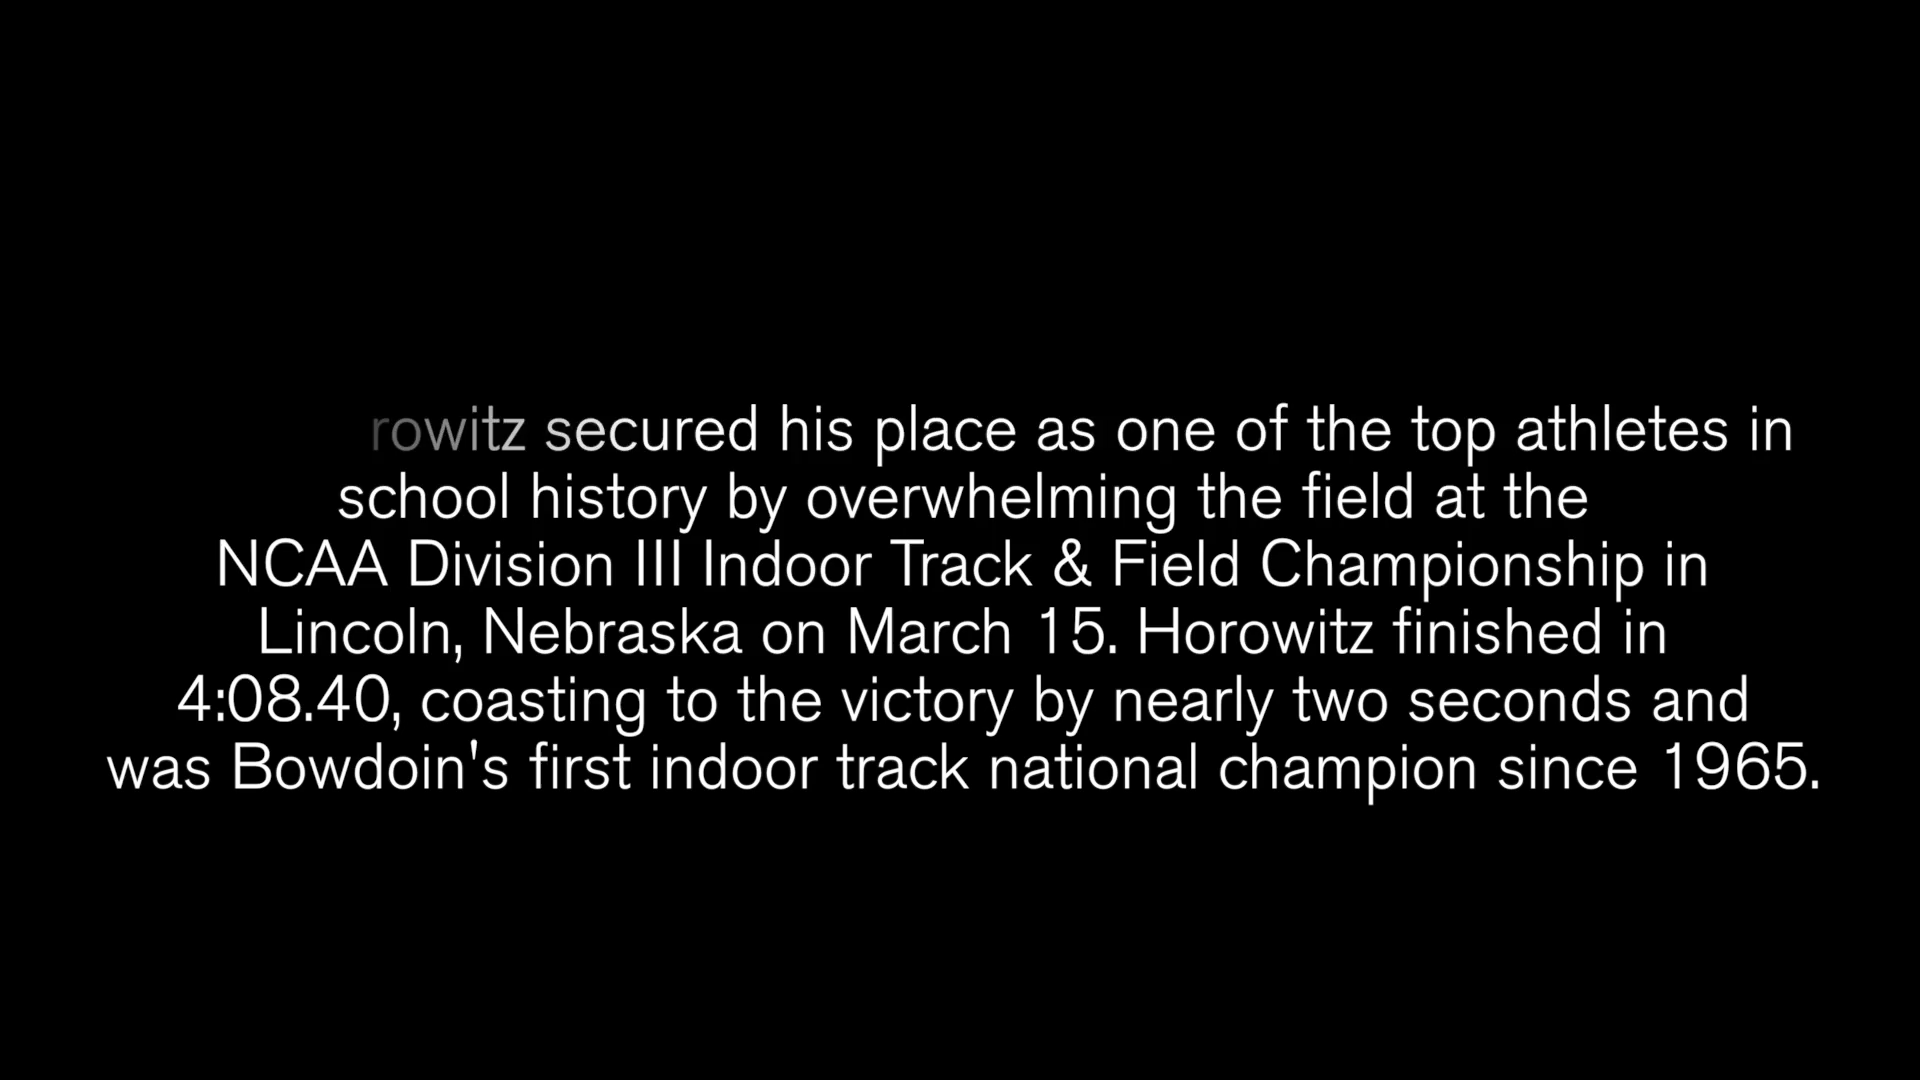 rowitz secured his place as one of the top athletes in
school history by overwhelming the field at the
NCAA Division III Indoor Track & Field Championship in
Lincoln, Nebraska on March 15. Horowitz finished in
4:08.40, coasting to the victory by nearly two seconds and
was Bowdoin's first indoor track national champion since 1965.